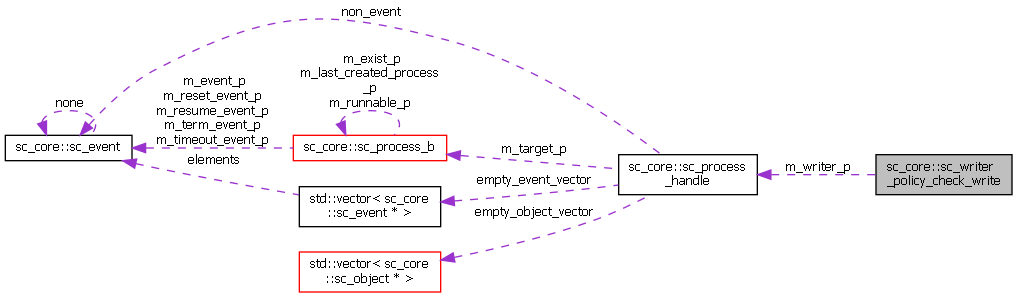 non_event
m_exist_p
m_last_created_process
_p
m_runnable_p
m_event_p
m_reset_event_p
m_resume_event_p
m_term_event_p
m_timeout_event_p
none
sc_core::sc_event
elements
sc_core::sc_process_b
m_target_p
empty_event_vector
std::vector< sc_core
::sc_event * >
empty_object_vector
std::vector< sc_core
::sc_object * >
sc_core::sc_process
_handle
m_writer_p
sc_core::sc_writer
_policy_check_write